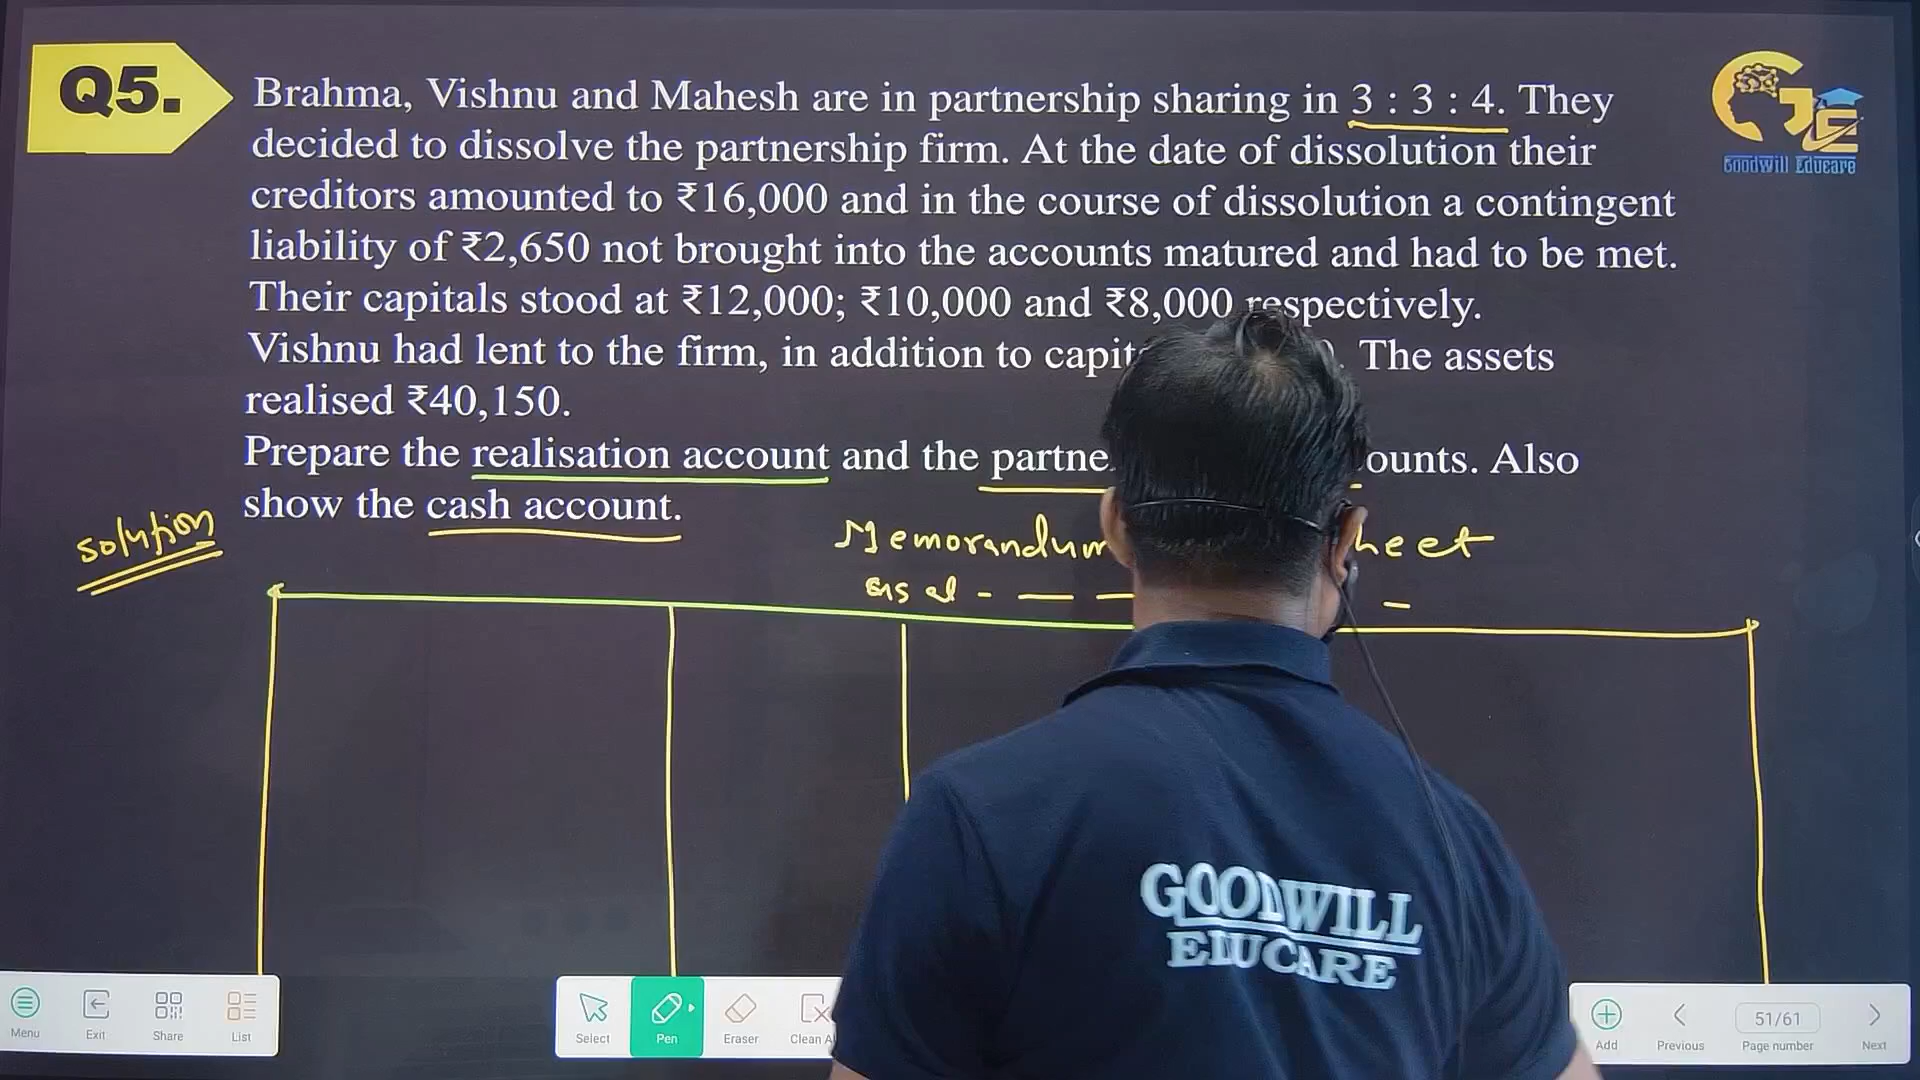 Q5.
Brahma, Vishnu and Mahesh are in partnership sharing in 3 : 3 : 4. They
decided to dissolve the partnership firm. At the date of dissolution their
creditors amounted to ₹16,000 and in the course of dissolution a contingent
liability of ₹2,650 not brought into the accounts matured and had to be met.
Their capitals stood at ₹12,000; ₹10,000 and ₹8,000 respectively.
Vishnu had lent to the firm, in addition to The assets
realised ₹40,150.
Prepare the realisation account and the Also
show the cash account.
GE
Goodwill Educare
Solution
Memorandum
as at - — —
GOODWILL
EDUCARE
Menu
Exit
Share
List
Select
Pen
Eraser
Clean
Add
Previous
51/61
Page number
Next